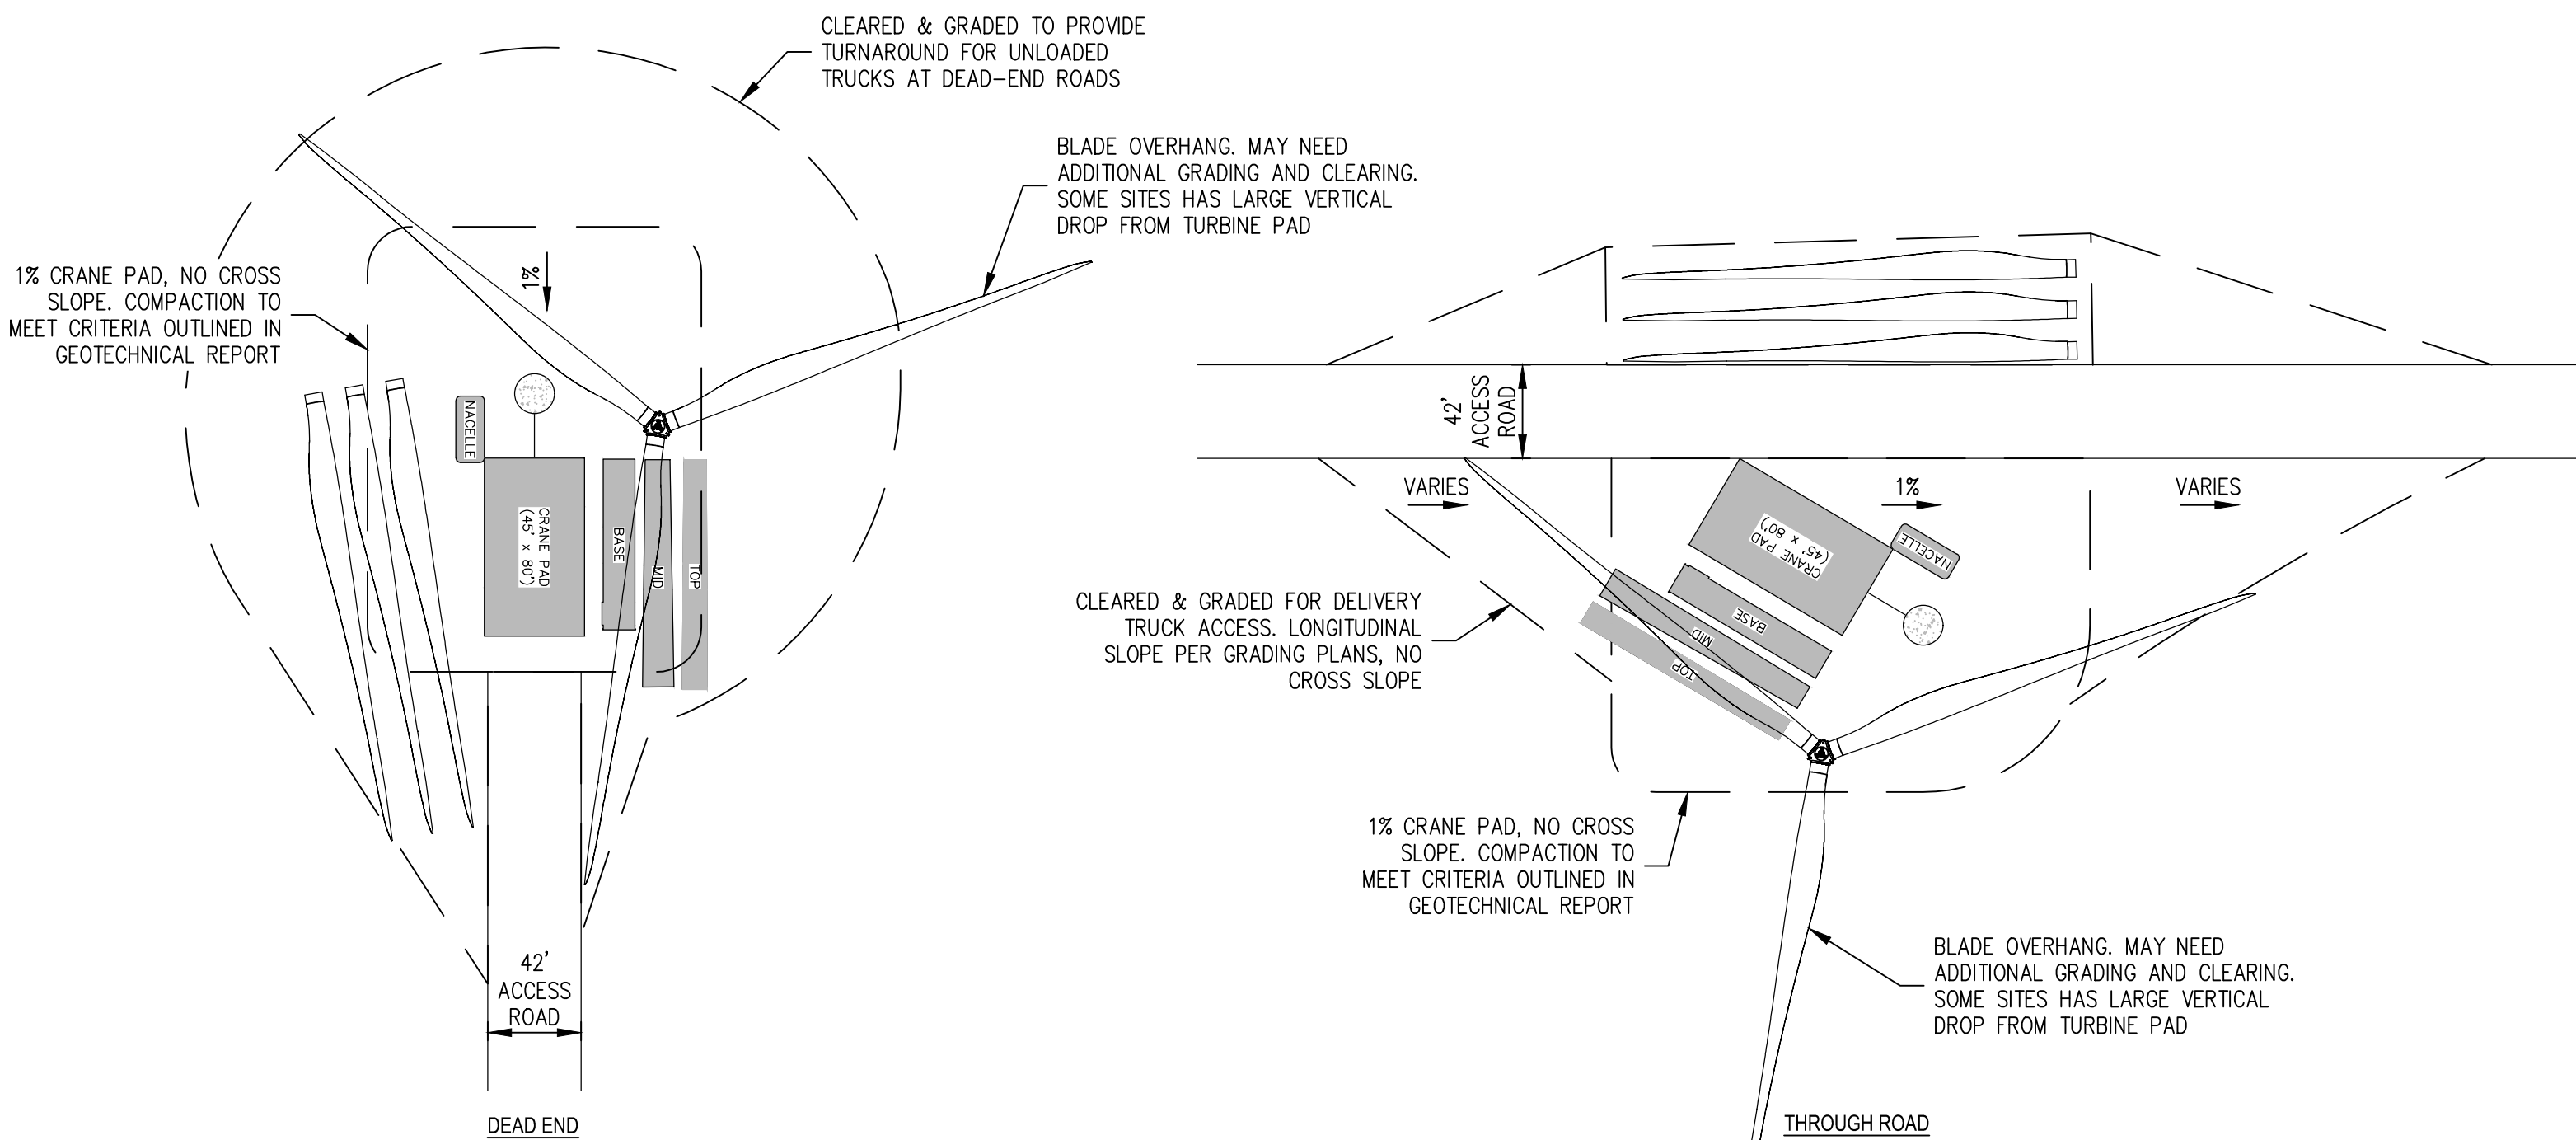 CLEARED & GRADED TO PROVIDE
TURNAROUND FOR UNLOADED
TRUCKS AT DEAD-END ROADS
BLADE OVERHANG. MAY NEED
ADDITIONAL GRADING AND CLEARING.
SOME SITES HAS LARGE VERTICAL
DROP FROM TURBINE PAD
1% CRANE PAD, NO CROSS
SLOPE. COMPACTION TO
MEET CRITERIA OUTLINED IN
GEOTECHNICAL REPORT
1%
NACELLE
CRANE PAD
(45' x 80')
BASE
MID
TOP
42'
ACCESS
ROAD
DEAD END
42'
ACCESS
ROAD
VARIES
1%
VARIES
CRANE PAD
(45' x 80')
NACELLE
BASE
MID
TOP
CLEARED & GRADED FOR DELIVERY
TRUCK ACCESS. LONGITUDINAL
SLOPE PER GRADING PLANS, NO
CROSS SLOPE
1% CRANE PAD, NO CROSS
SLOPE. COMPACTION TO
MEET CRITERIA OUTLINED IN
GEOTECHNICAL REPORT
BLADE OVERHANG. MAY NEED
ADDITIONAL GRADING AND CLEARING.
SOME SITES HAS LARGE VERTICAL
DROP FROM TURBINE PAD
THROUGH ROAD